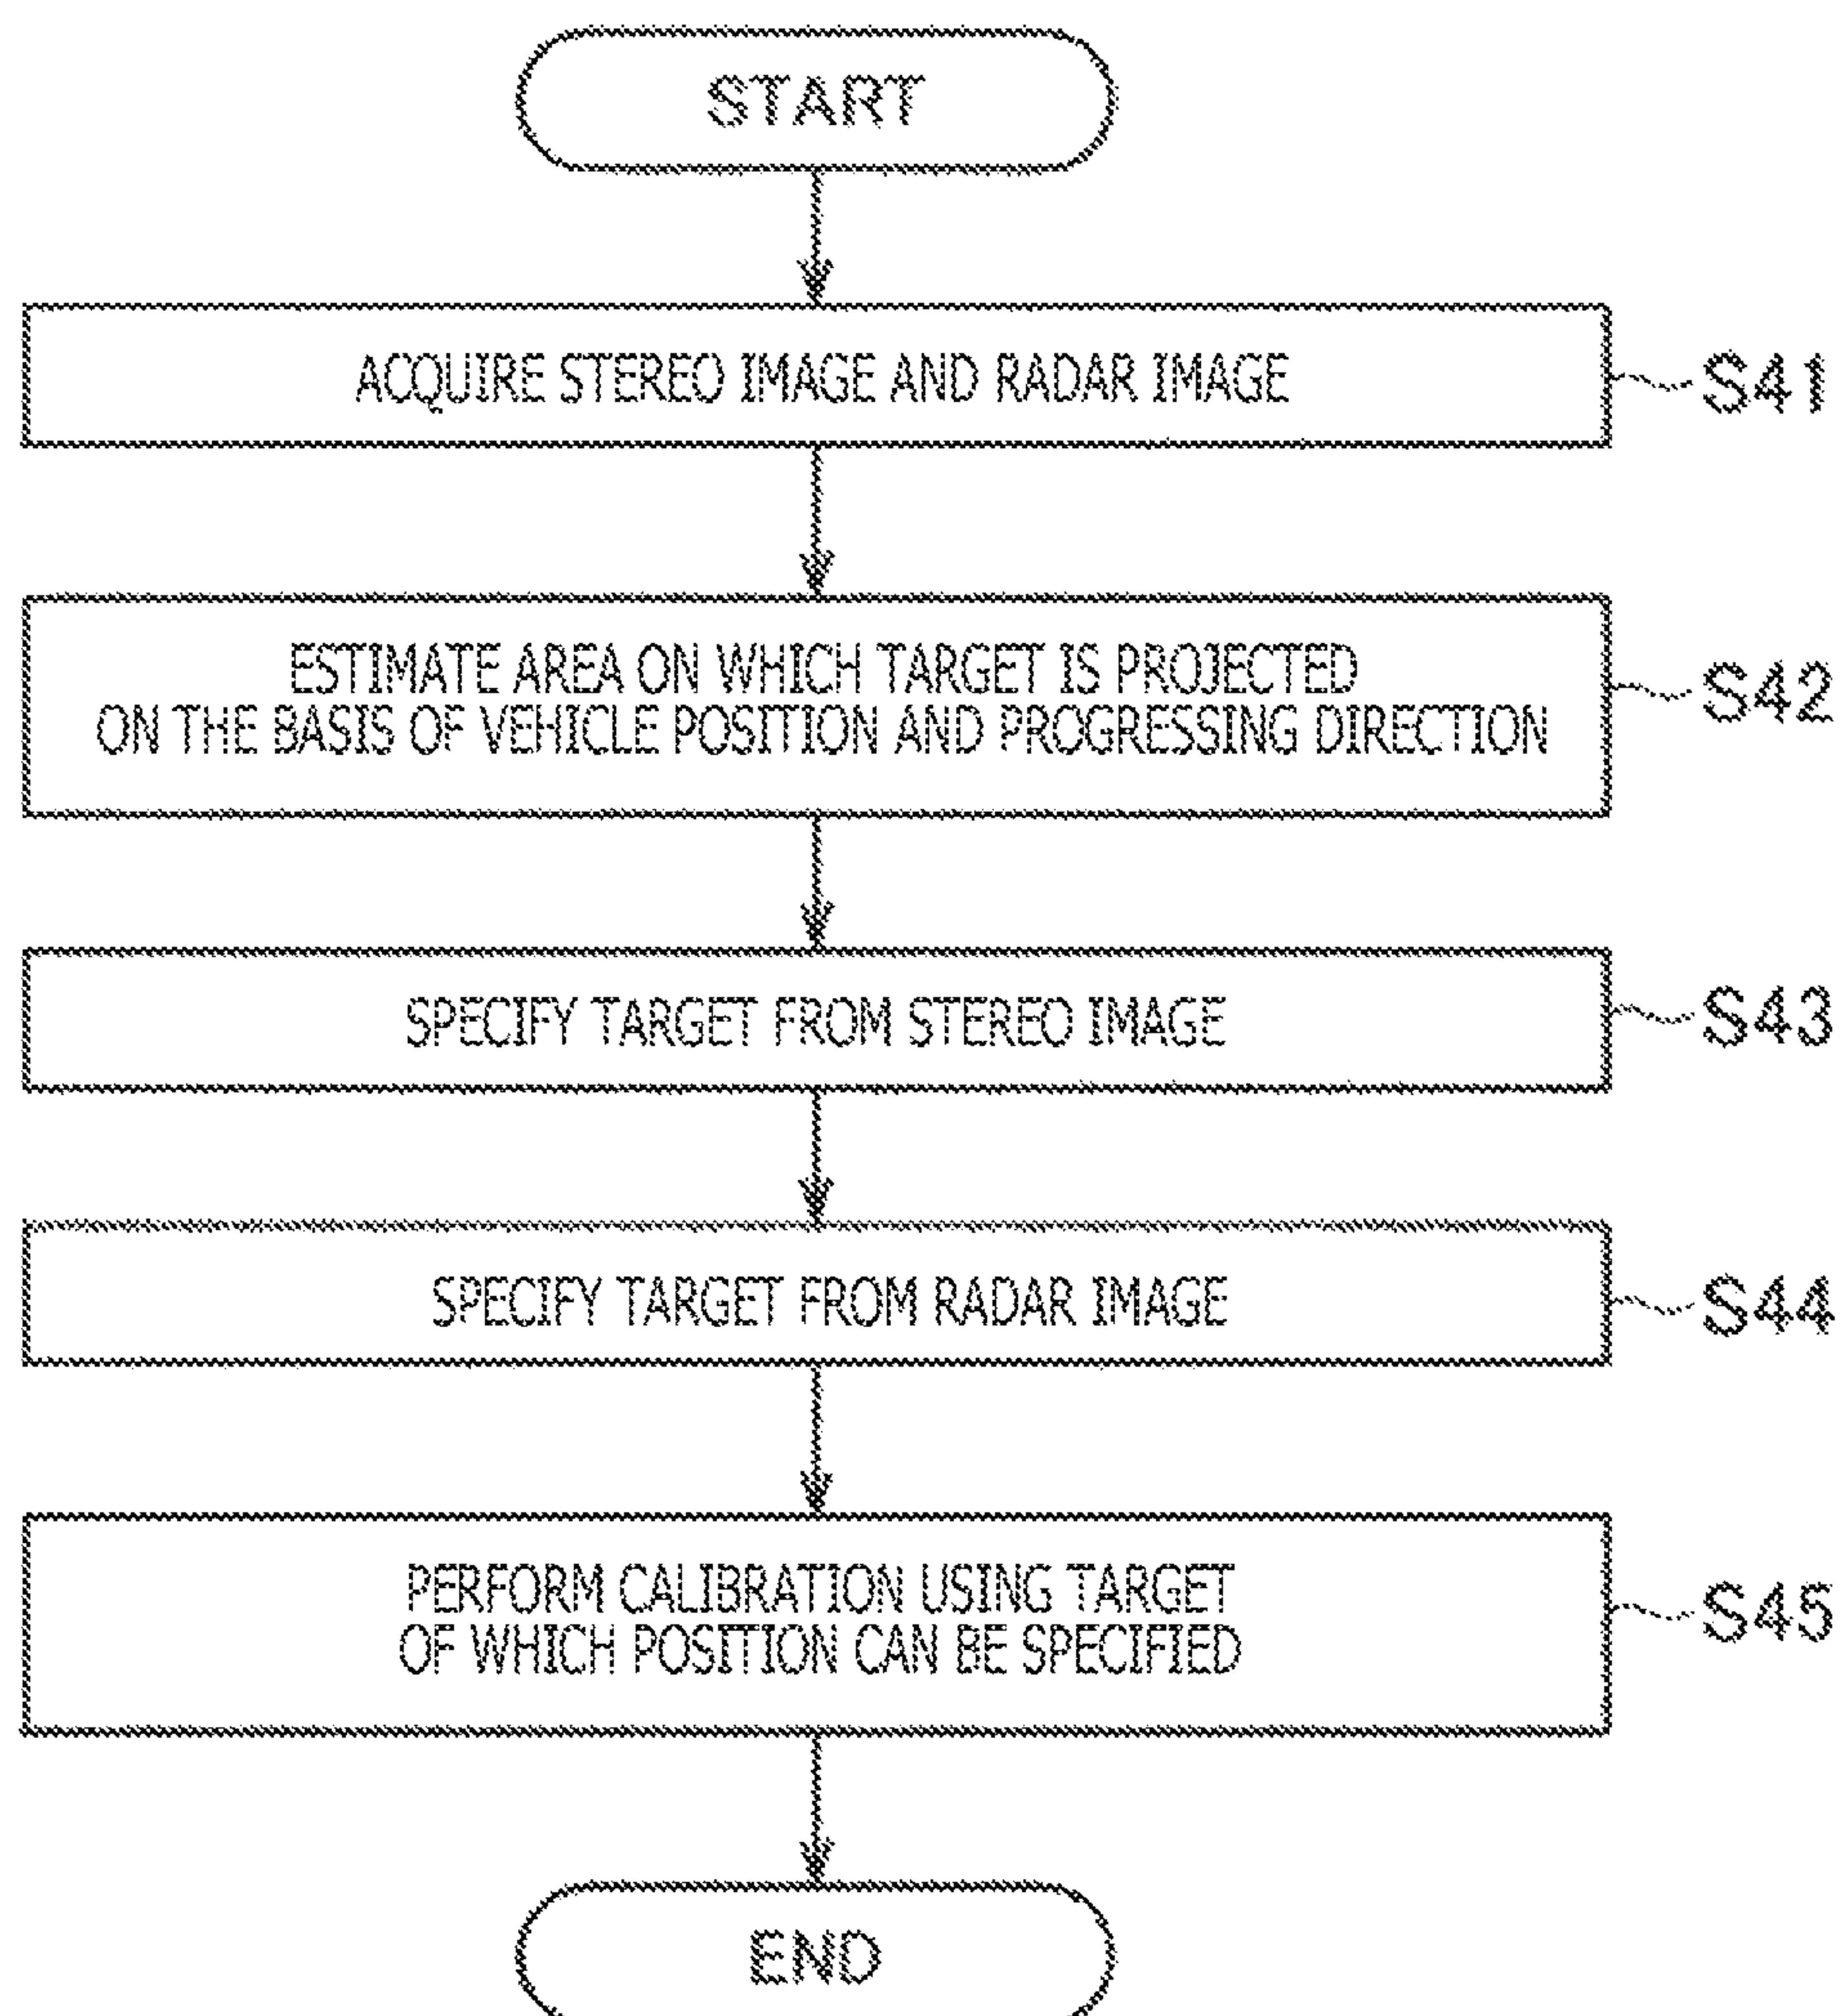 START
ACQUIRE STEREO IMAGE AND RADAR IMAGE
S41
ESTIMATE AREA ON WHICH TARGET IS PROJECTED
ON THE BASIS OF VEHICLE POSITION AND PROGRESSING DIRECTION
S42
SPECIFY TARGET FROM STEREO IMAGE
S43
SPECIFY TARGET FROM RADAR IMAGE
S44
PERFORM CALIBRATION USING TARGET
OF WHICH POSITION CAN BE SPECIFIED
S45
END